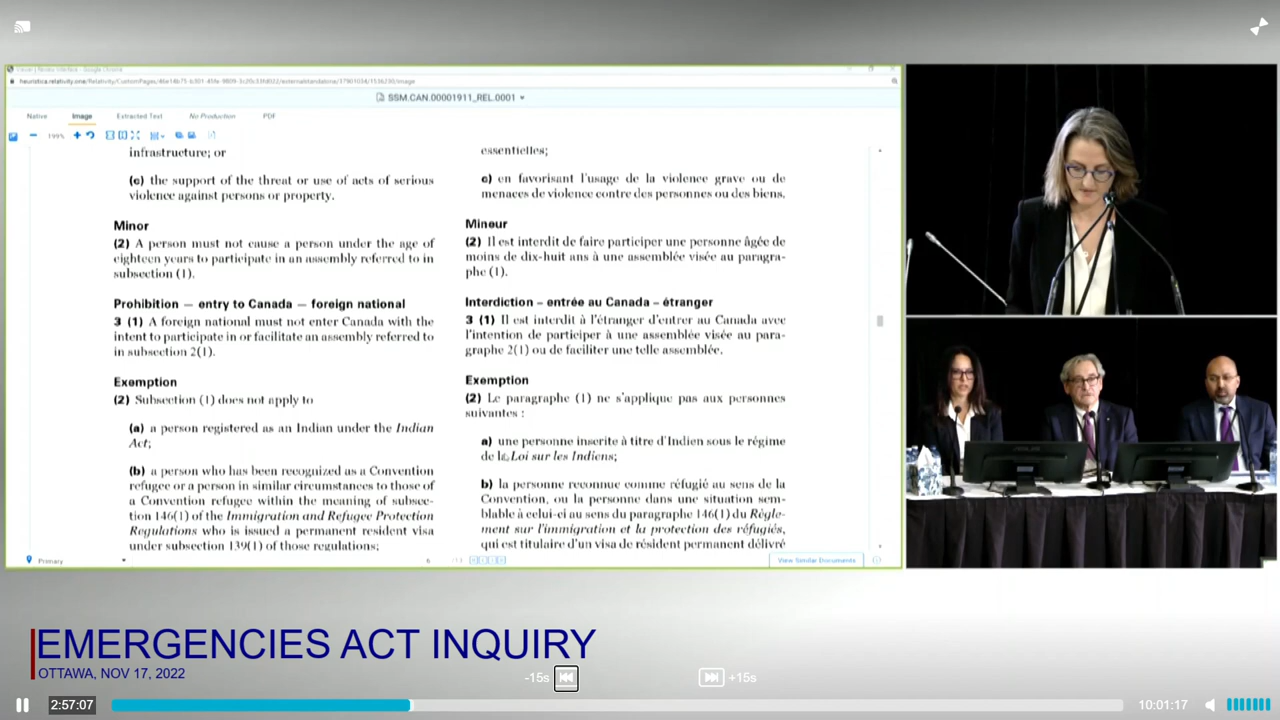 SSM.CAN.00001911_REL.0001
Native Image Extracted Text No Production PDF
199%
infrastructure; or
(c) the support of the threat or use of acts of serious
violence against persons or property.
Minor
(2) A person must not cause a person under the age of
eighteen years to participate in an assembly referred to in
subsection (1).
Prohibition — entry to Canada — foreign national
3 (1) A foreign national must not enter Canada with the
intent to participate in or facilitate an assembly referred to
in subsection 2(1).
Exemption
(2) Subsection (1) does not apply to
(a) a person registered as an Indian under the Indian
Act;
(b) a person who has been recognized as a Convention
refugee or a person in similar circumstances to those of
a Convention refugee within the meaning of subsec-
tion 146(1) of the Immigration and Refugee Protection
Regulations who is issued a permanent resident visa
under subsection 139(1) of those regulations;
essentielles;
c) en favorisant l'usage de la violence grave ou de
menaces de violence contre des personnes ou des biens.
Mineur
(2) Il est interdit de faire participer une personne âgée de
moins de dix-huit ans à une assemblée visée au paragra-
phe (1).
Interdiction – entrée au Canada – étranger
3 (1) Il est interdit à l'étranger d'entrer au Canada avec
l'intention de participer à une assemblée visée au para-
graphe 2(1) ou de faciliter une telle assemblée.
Exemption
(2) Le paragraphe (1) ne s'applique pas aux personnes
suivantes :
a) une personne inscrite à titre d'Indien sous le régime
de la Loi sur les Indiens;
b) la personne reconnue comme réfugié au sens de la
Convention, ou la personne dans une situation sem-
blable à celui-ci au sens du paragraphe 146(1) du Règle-
ment sur l'immigration et la protection des réfugiés,
qui est titulaire d'un visa de résident permanent délivré
Primary
6
View Similar Documents
EMERGENCIES ACT INQUIRY
OTTAWA, NOV 17, 2022
-15s +15s
2:57:07
10:01:17